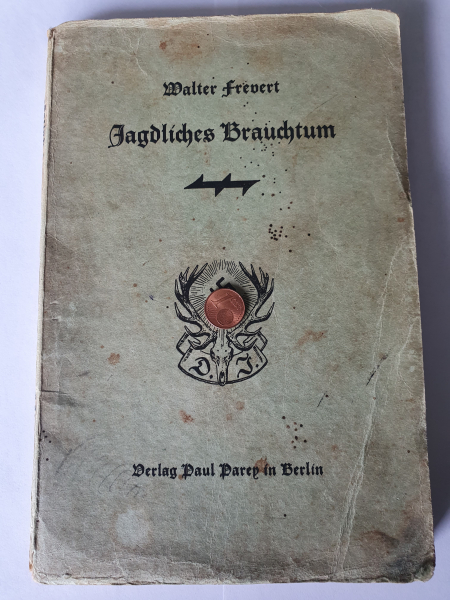 Walter Frevert
Jagdliches Brauchtum
D. J.
Verlag Paul Parey in Berlin